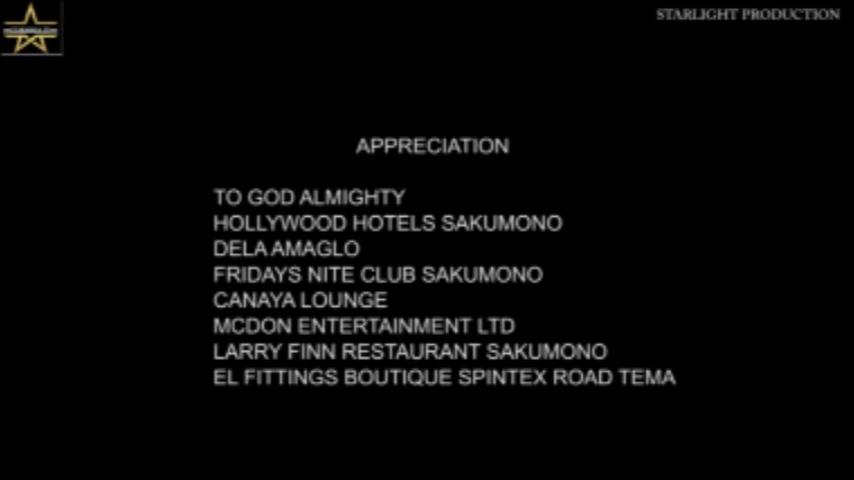 STARLIGHT PRODUCTION
APPRECIATION
TO GOD ALMIGHTY
HOLLYWOOD HOTELS SAKUMONO
DELA AMAGLO
FRIDAYS NITE CLUB SAKUMONO
CANAYA LOUNGE
MCDON ENTERTAINMENT LTD
LARRY FINN RESTAURANT SAKUMONO
EL FITTINGS BOUTIQUE SPINTEX ROAD TEMA